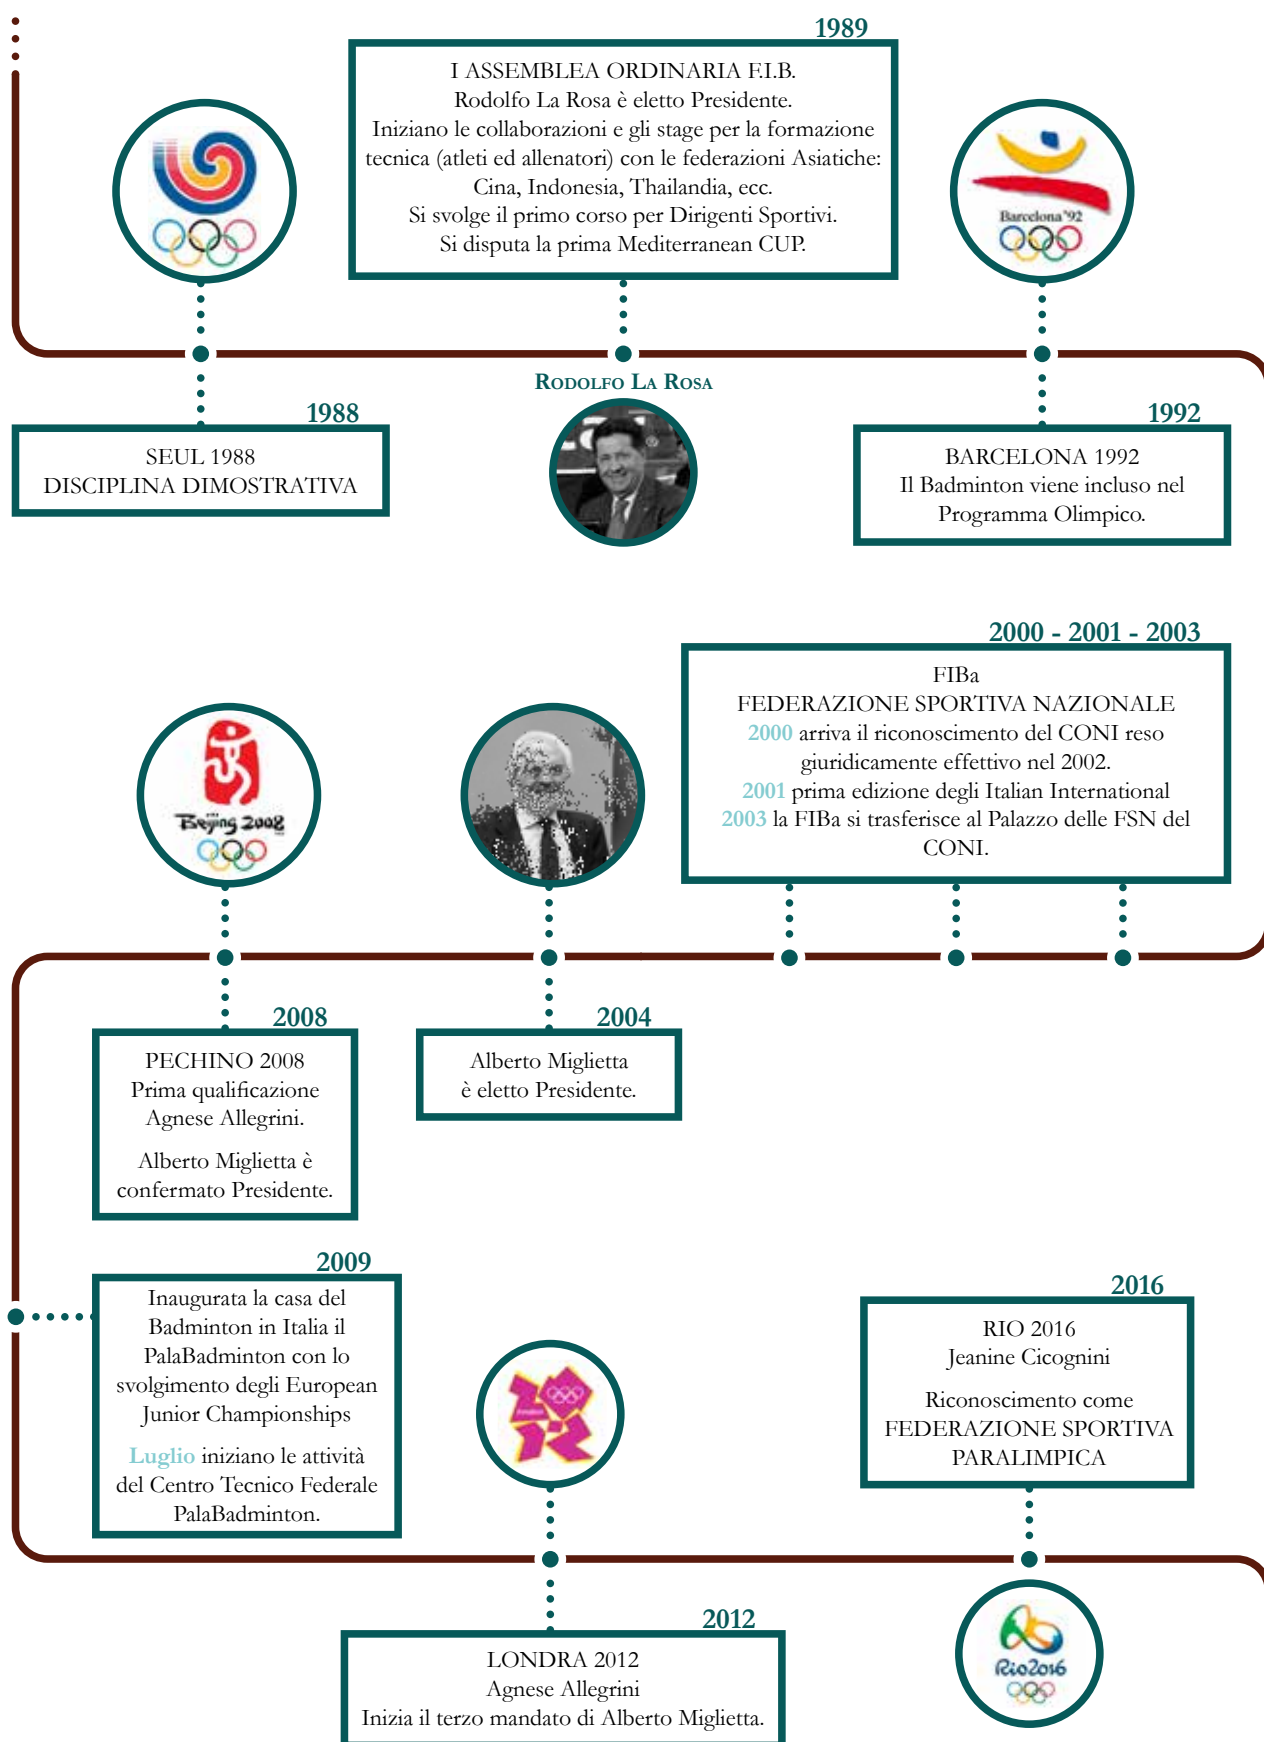 1989
I ASSEMBLEA ORDINARIA F.I.B.
Rodolfo La Rosa è eletto Presidente.
Iniziano le collaborazioni e gli stage per la formazione
tecnica (atleti ed allenatori) con le federazioni Asiatiche:
Cina, Indonesia, Thailandia, ecc.
Si svolge il primo corso per Dirigenti Sportivi.
Si disputa la prima Mediterranean CUP.
Barcelona '92
RODOLFO LA ROSA
1988
SEUL 1988
DISCIPLINA DIMOSTRATIVA
1992
BARCELONA 1992
Il Badminton viene incluso nel
Programma Olimpico.
2000 - 2001 - 2003
FIBa
FEDERAZIONE SPORTIVA NAZIONALE
2000 arriva il riconoscimento del CONI reso
giuridicamente effettivo nel 2002.
2001 prima edizione degli Italian International
2003 la FIBa si trasferisce al Palazzo delle FSN del
CONI.
Beijing 2008
2004
Alberto Miglietta
è eletto Presidente.
2008
PECHINO 2008
Prima qualificazione
Agnese Allegrini.
Alberto Miglietta è
confermato Presidente.
2009
Inaugurata la casa del
Badminton in Italia il
PalaBadminton con lo
svolgimento degli European
Junior Championships
Luglio iniziano le attività
del Centro Tecnico Federale
PalaBadminton.
2012
LONDRA 2012
Agnese Allegrini
Inizia il terzo mandato di Alberto Miglietta.
2016
RIO 2016
Jeanine Cicognini
Riconoscimento come
FEDERAZIONE SPORTIVA
PARALIMPICA
Rio2016